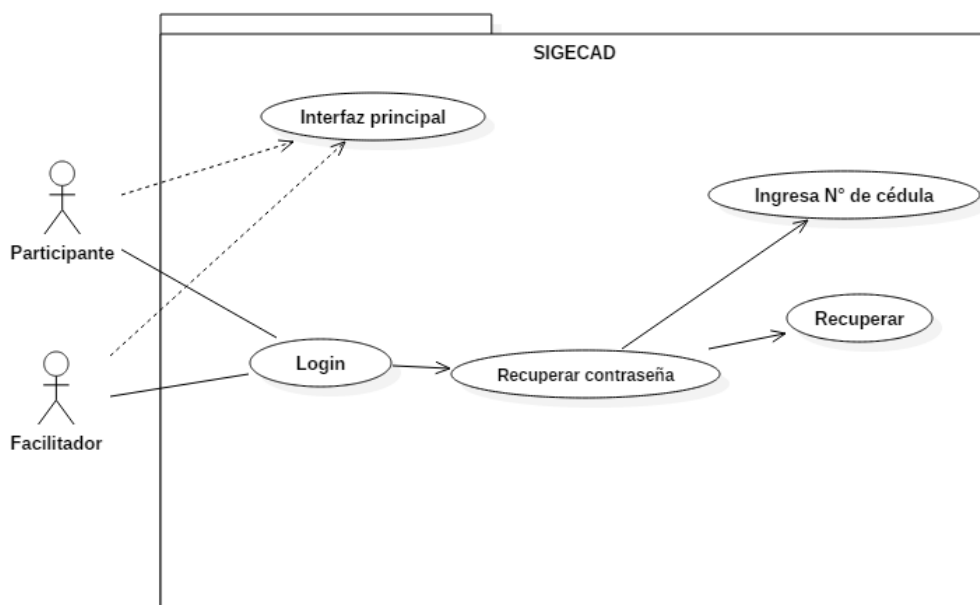 SIGECAD
Interfaz principal
Ingresa N° de cédula
Participante
Recuperar
Login
Recuperar contraseña
Facilitador